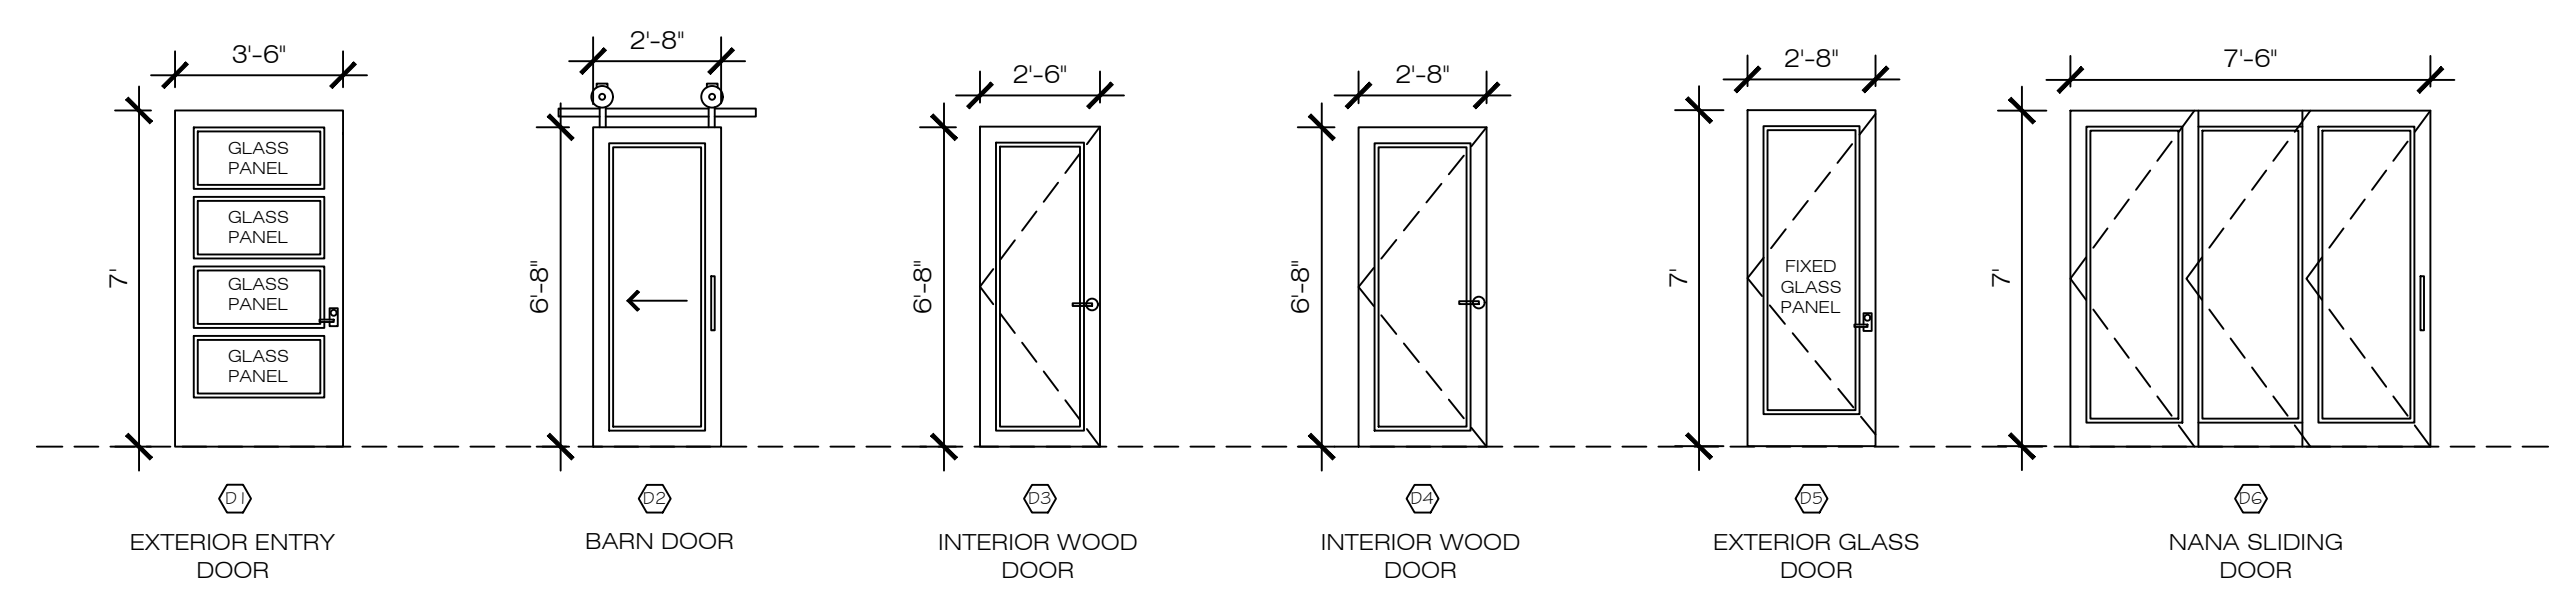 3'-6"
7'
GLASS
PANEL
GLASS
PANEL
GLASS
PANEL
GLASS
PANEL
D1
EXTERIOR ENTRY
DOOR
2'-8"
6'-8"
D2
BARN DOOR
2'-6"
6'-8"
D3
INTERIOR WOOD
DOOR
2'-8"
6'-8"
D4
INTERIOR WOOD
DOOR
2'-8"
7'
FIXED
GLASS
PANEL
D5
EXTERIOR GLASS
DOOR
7'-6"
7'
D6
NANA SLIDING
DOOR